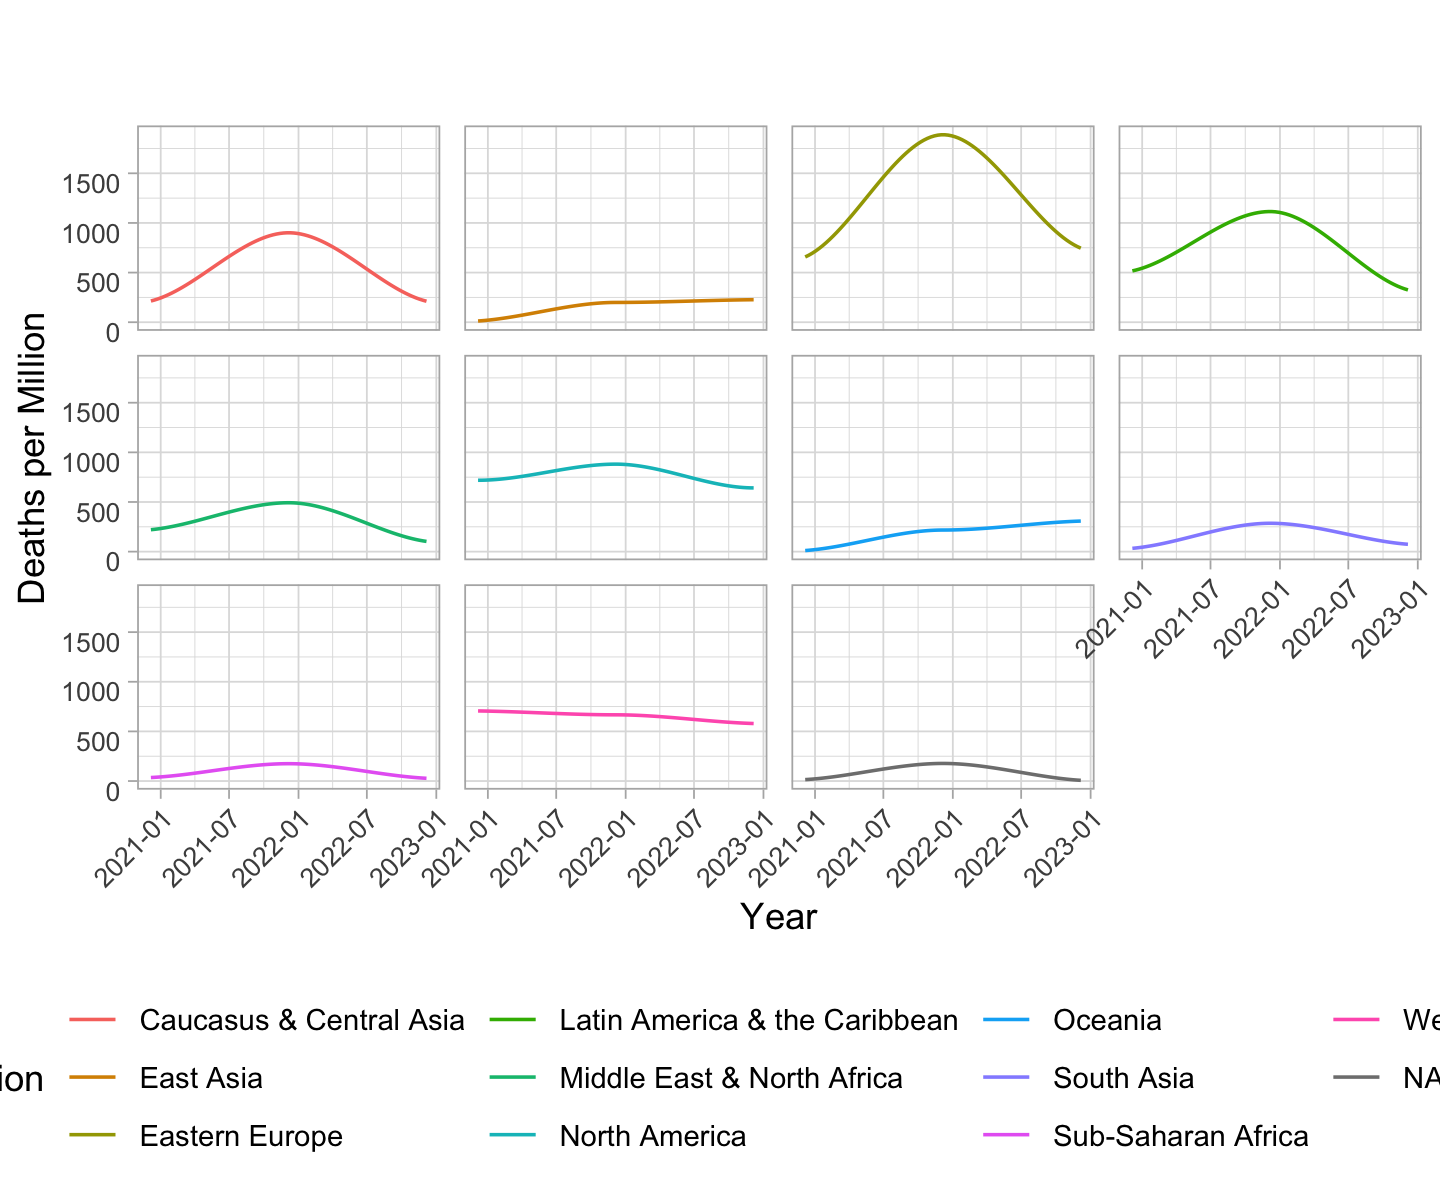 1500
1000
500
0
1500
1000
500
0
2021-01 2021-07 2022-01 2022-07 2023-01
1500
1000
500
0
2021-01 2021-07 2022-01 2022-07 2023-01 2021-01 2021-07 2022-01 2022-07 2023-01 2021-01 2021-07 2022-01 2022-07 2023-01
Deaths per Million
Year
ion
Caucasus & Central Asia
East Asia
Eastern Europe
Latin America & the Caribbean
Middle East & North Africa
North America
Oceania
South Asia
Sub-Saharan Africa
We
NA